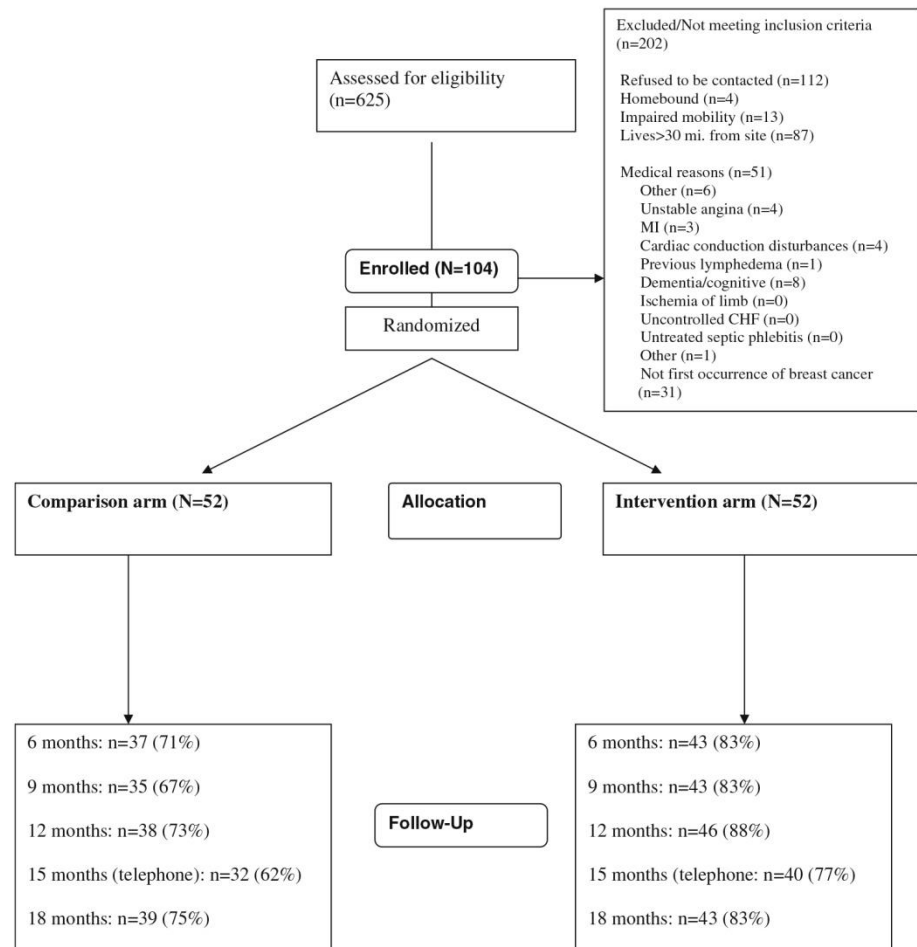 Assessed for eligibility
(n=625)
Excluded/Not meeting inclusion criteria
(n=202)
Refused to be contacted (n=112)
Homebound (n=4)
Impaired mobility (n=13)
Lives>30 mi. from site (n=87)
Medical reasons (n=51)
Other (n=6)
Unstable angina (n=4)
MI (n=3)
Cardiac conduction disturbances (n=4)
Previous lymphedema (n=1)
Dementia/cognitive (n=8)
Ischemia of limb (n=0)
Uncontrolled CHF (n=0)
Untreated septic phlebitis (n=0)
Other (n=1)
Not first occurrence of breast cancer
(n=31)
Enrolled (N=104)
Randomized
Comparison arm (N=52)
Allocation
Intervention arm (N=52)
6 months: n=37 (71%)
9 months: n=35 (67%)
12 months: n=38 (73%)
15 months (telephone): n=32 (62%)
18 months: n=39 (75%)
Follow-Up
6 months: n=43 (83%)
9 months: n=43 (83%)
12 months: n=46 (88%)
15 months (telephone: n=40 (77%)
18 months: n=43 (83%)